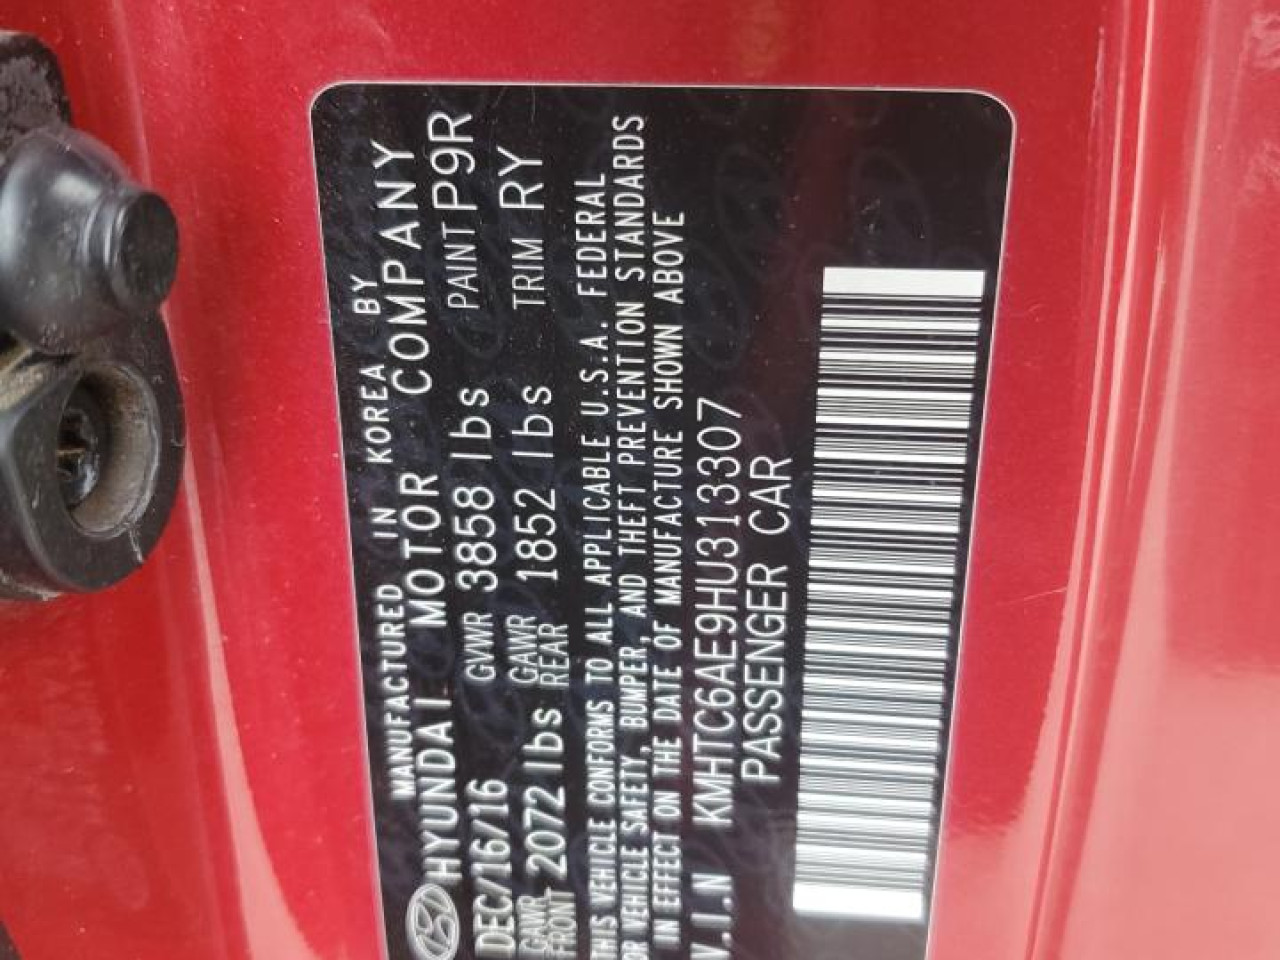 MANUFACTURED IN KOREA BY
HYUNDAI MOTOR COMPANY
DEC/16/16 GVWR 3858 lbs PAINT P9R
GAWR FRONT 2072 lbs GAWR REAR 1852 lbs TRIM RY
THIS VEHICLE CONFORMS TO ALL APPLICABLE U.S.A. FEDERAL
OR VEHICLE SAFETY, BUMPER, AND THEFT PREVENTION STANDARDS
IN EFFECT ON THE DATE OF MANUFACTURE SHOWN ABOVE
V.I.N KMHTC6AE9HU313307
PASSENGER CAR